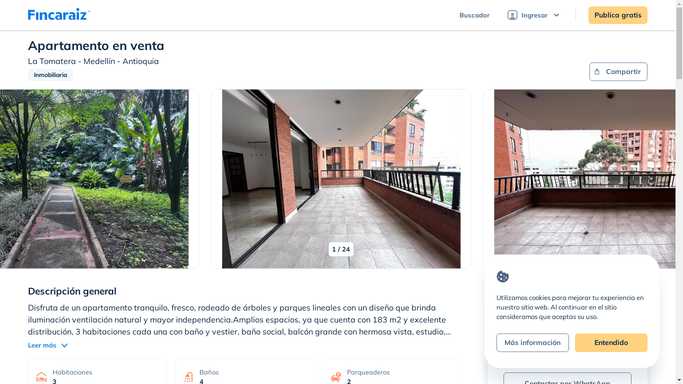 Fincaraiz
Buscador
Ingresar
Publica gratis
Apartamento en venta
La Tomatera - Medellín - Antioquia
Inmobiliaria
Compartir
1 / 24
Descripción general
Disfruta de un apartamento tranquilo, fresco, rodeado de árboles y parques lineales con un diseño que brinda
iluminación ventilación natural y mayor independencia.Amplios espacios, ya que cuenta con 183 m2 y excelente
distribución, 3 habitaciones cada una con baño y vestier, baño social, balcón grande con hermosa vista, estudio,...
Leer más
Habitaciones
3
Baños
4
Parqueaderos
2
Utilizamos cookies para mejorar tu experiencia en
nuestro sitio web. Al continuar en el sitio
consideramos que aceptas su uso.
Más información
Entendido
Contactar por WhatsApp